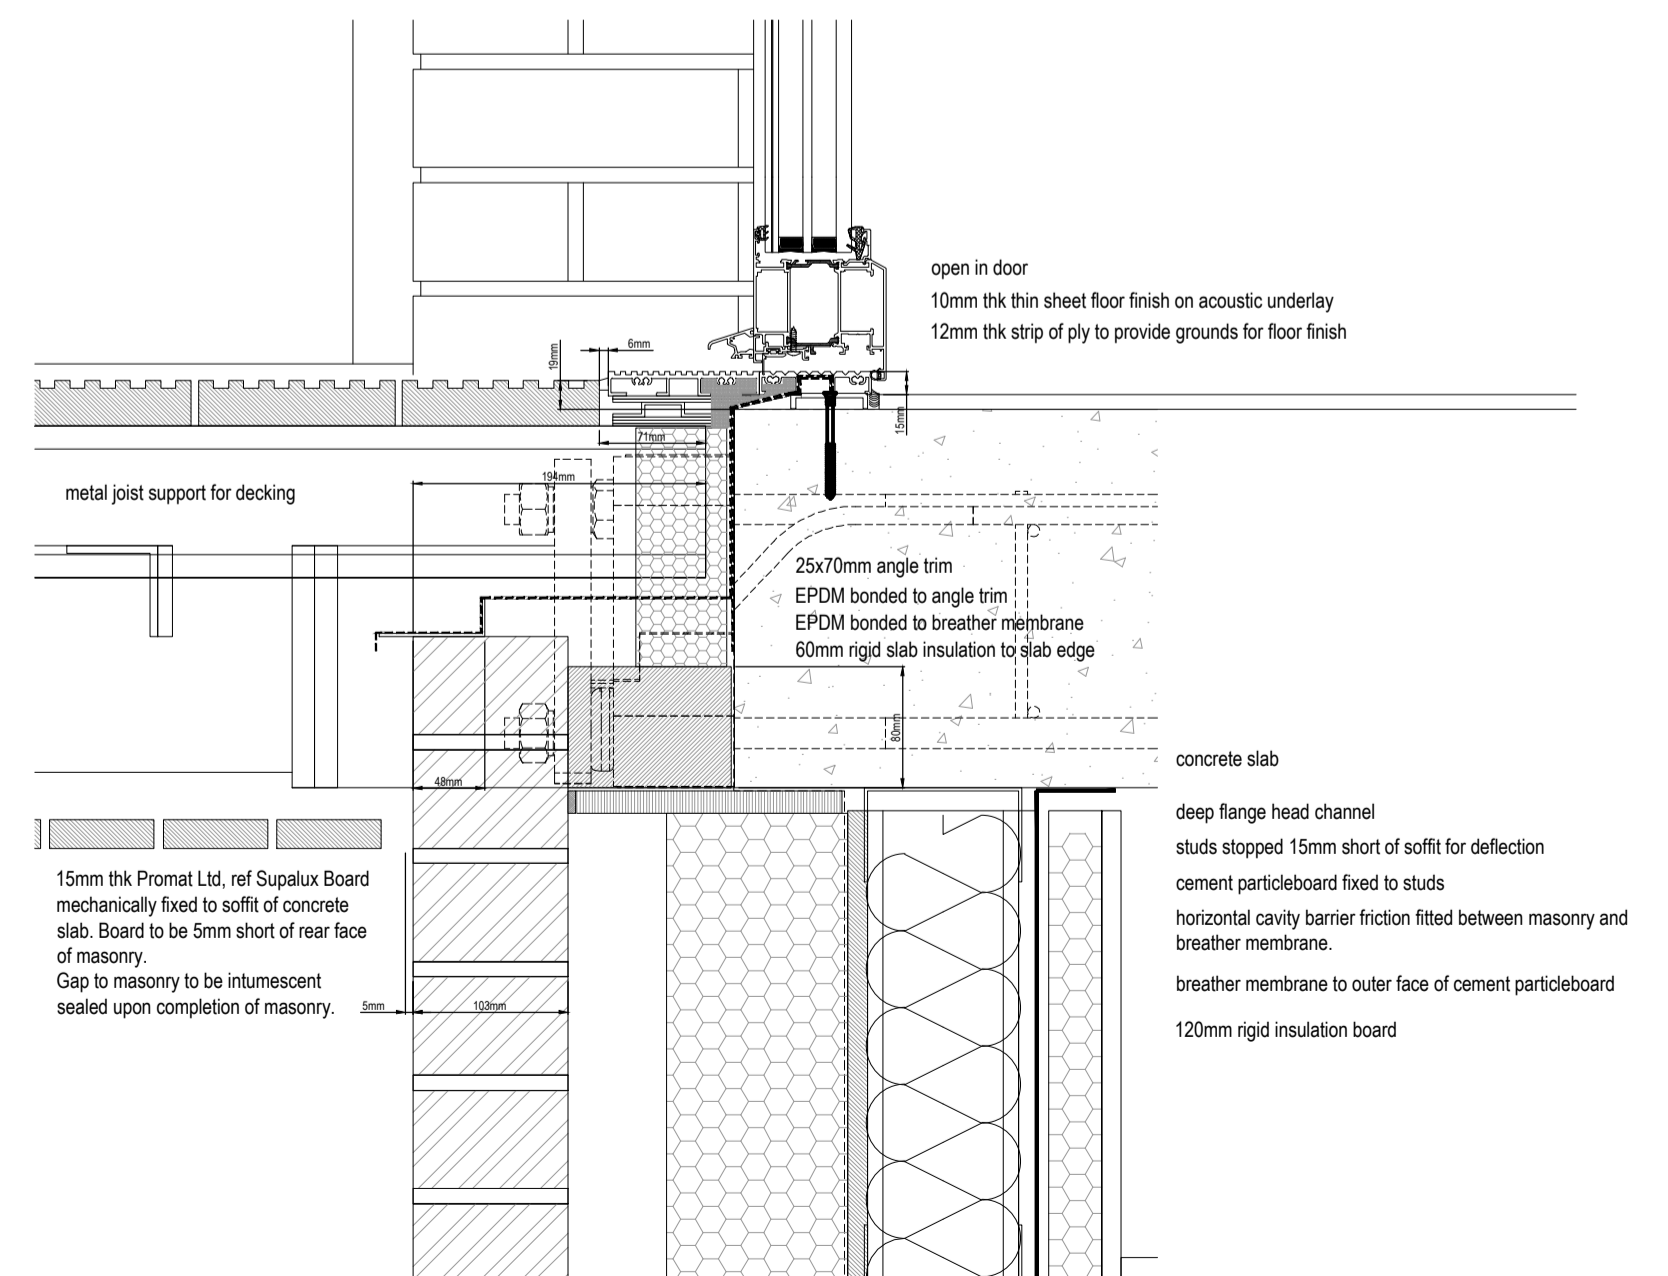 open in door
10mm thk thin sheet floor finish on acoustic underlay
12mm thk strip of ply to provide grounds for floor finish
19mm
6mm
15mm
71mm
194mm
metal joist support for decking
25x70mm angle trim
EPDM bonded to angle trim
EPDM bonded to breather membrane
60mm rigid slab insulation to slab edge
80mm
48mm
concrete slab
deep flange head channel
studs stopped 15mm short of soffit for deflection
cement particleboard fixed to studs
horizontal cavity barrier friction fitted between masonry and
breather membrane.
breather membrane to outer face of cement particleboard
120mm rigid insulation board
15mm thk Promat Ltd, ref Supalux Board
mechanically fixed to soffit of concrete
slab. Board to be 5mm short of rear face
of masonry.
Gap to masonry to be intumescent
sealed upon completion of masonry.
5mm
103mm